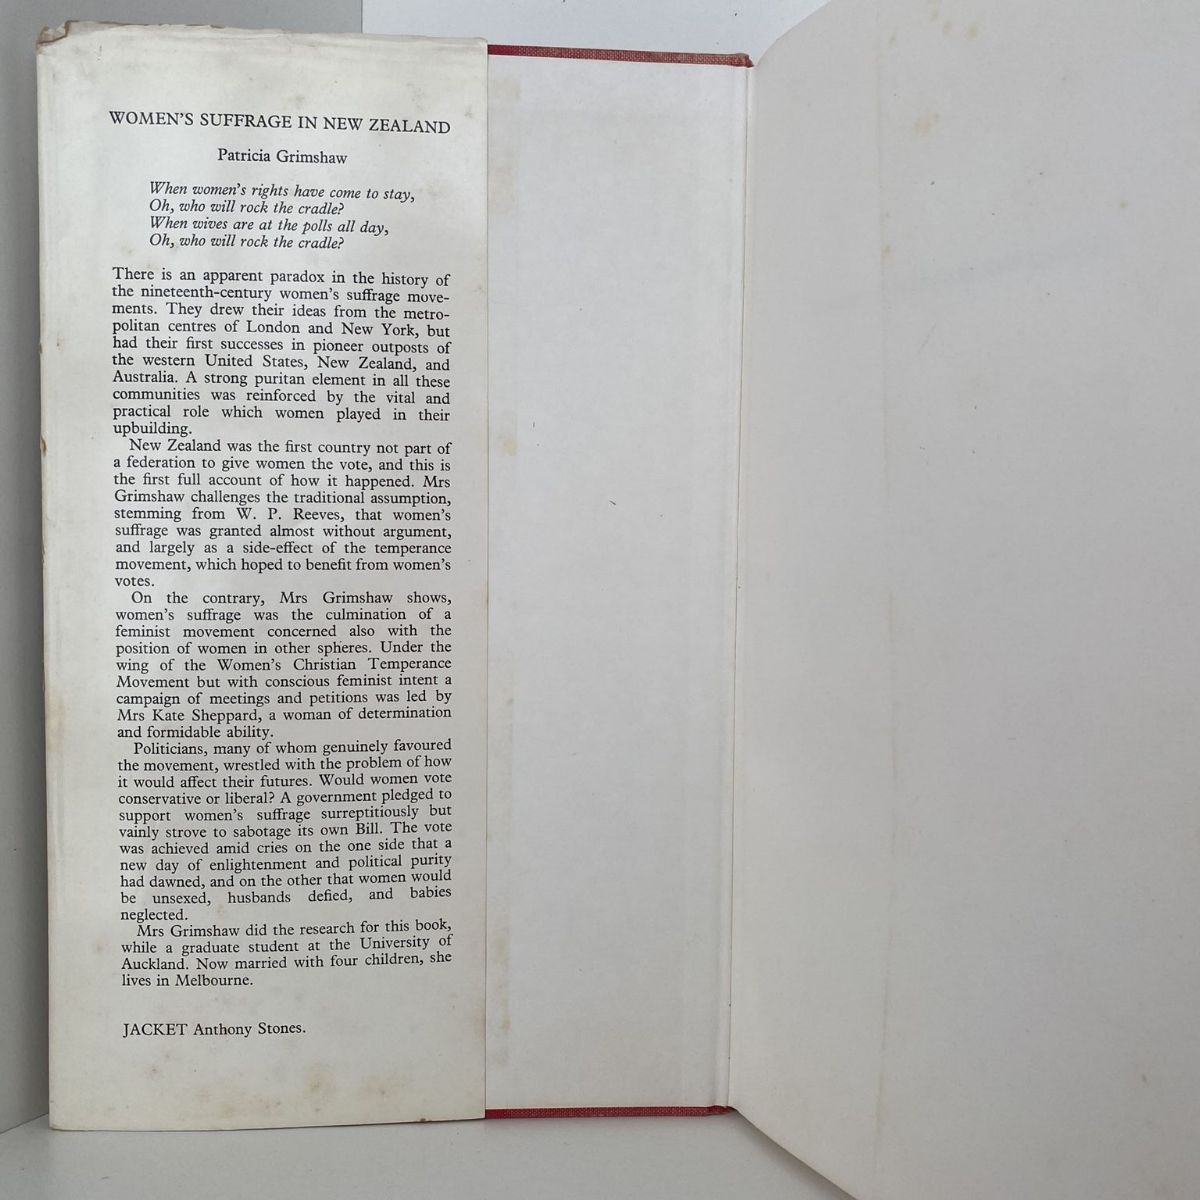 WOMEN'S SUFFRAGE IN NEW ZEALAND
Patricia Grimshaw
When women's rights have come to stay,
Oh, who will rock the cradle?
When wives are at the polls all day,
Oh, who will rock the cradle?
There is an apparent paradox in the history of
the nineteenth-century women's suffrage move-
ments. They drew their ideas from the metro-
politan centres of London and New York, but
had their first successes in pioneer outposts of
the western United States, New Zealand, and
Australia. A strong puritan element in all these
communities was reinforced by the vital and
practical role which women played in their
upbuilding.
New Zealand was the first country not part of
a federation to give women the vote, and this is
the first full account of how it happened. Mrs
Grimshaw challenges the traditional assumption,
stemming from W. P. Reeves, that women's
suffrage was granted almost without argument,
and largely as a side-effect of the temperance
movement, which hoped to benefit from women's
votes.
On the contrary, Mrs Grimshaw shows,
women's suffrage was the culmination of a
feminist movement concerned also with the
position of women in other spheres. Under the
wing of the Women's Christian Temperance
Movement but with conscious feminist intent a
campaign of meetings and petitions was led by
Mrs Kate Sheppard, a woman of determination
and formidable ability.
Politicians, many of whom genuinely favoured
the movement, wrestled with the problem of how
it would affect their futures. Would women vote
conservative or liberal? A government pledged to
support women's suffrage surreptitiously but
vainly strove to sabotage its own Bill. The vote
was achieved amid cries on the one side that a
new day of enlightenment and political purity
had dawned, and on the other that women would
be unsexed, husbands defied, and babies
neglected.
Mrs Grimshaw did the research for this book,
while a graduate student at the University of
Auckland. Now married with four children, she
lives in Melbourne.
JACKET Anthony Stones.